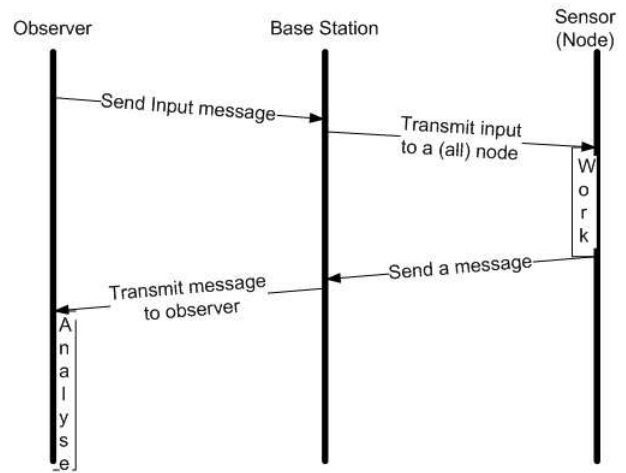 Observer
Base Station
Sensor
(Node)
Send Input message
Transmit input
to a (all) node
W
o
r
k
Send a message
Transmit message
to observer
A
n
a
l
y
s
e